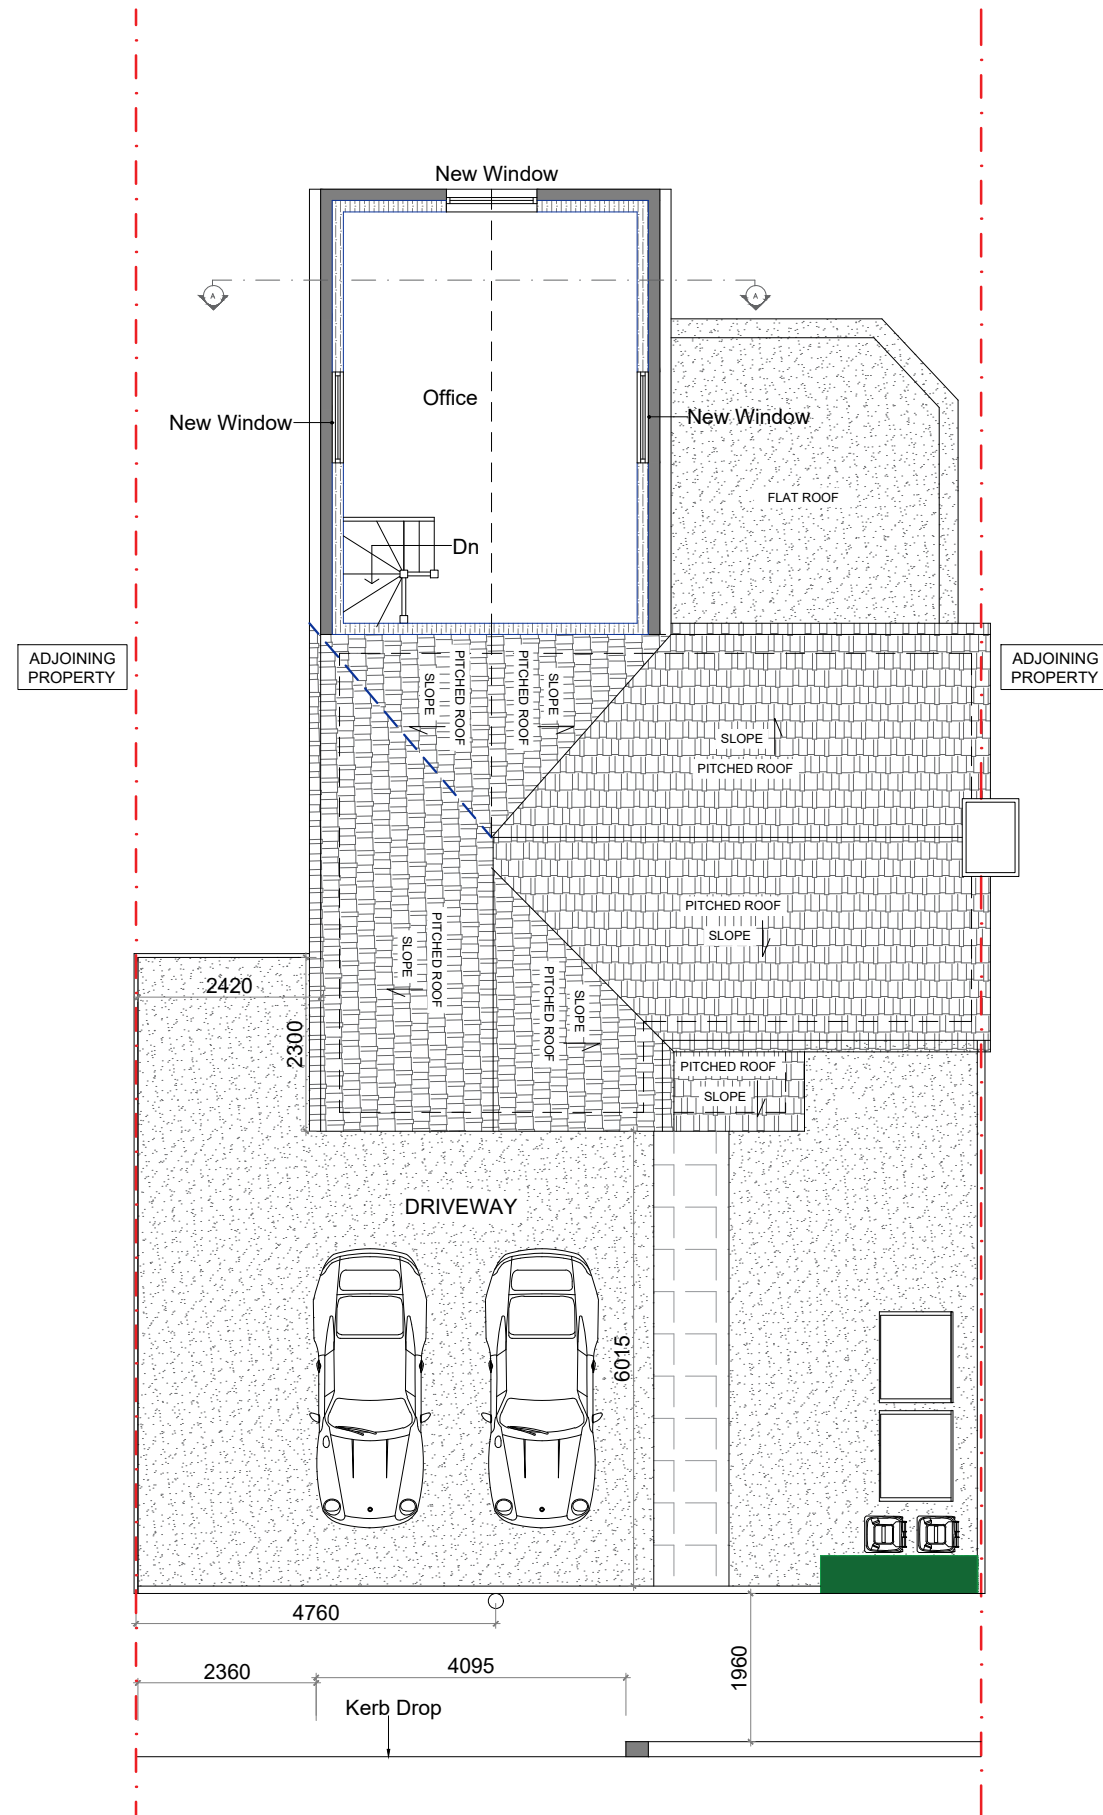 New Window
A
A
Office
New Window
New Window
FLAT ROOF
Dn
ADJOINING
PROPERTY
ADJOINING
PROPERTY
PITCHED ROOF
SLOPE
PITCHED ROOF
SLOPE
SLOPE
PITCHED ROOF
PITCHED ROOF
SLOPE
PITCHED ROOF
SLOPE
PITCHED ROOF
SLOPE
2420
2300
PITCHED ROOF
SLOPE
DRIVEWAY
6015
4760
2360
4095
1960
Kerb Drop